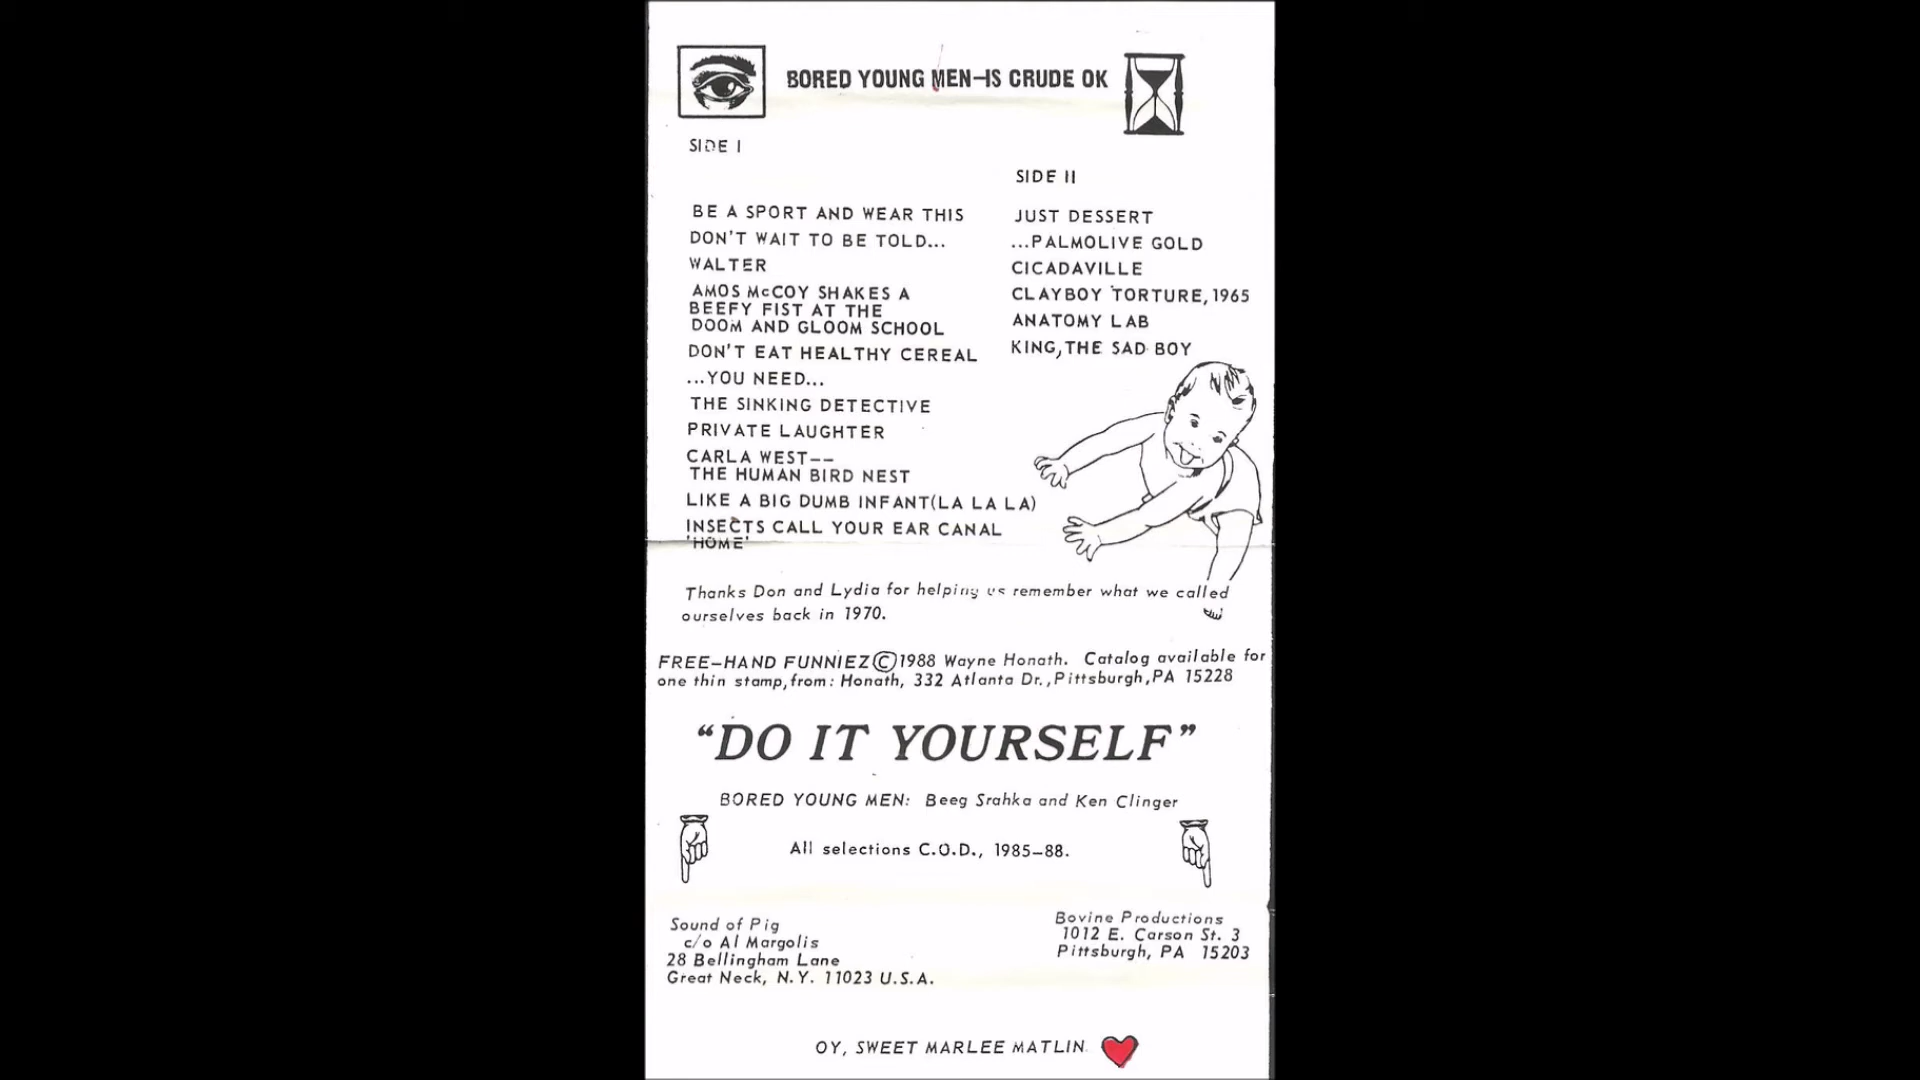 BORED YOUNG MEN—IS CRUDE OK
SIDE I
BE A SPORT AND WEAR THIS
DON'T WAIT TO BE TOLD...
WALTER
AMOS McCOY SHAKES A
BEEFY FIST AT THE
DOOM AND GLOOM SCHOOL
DON'T EAT HEALTHY CEREAL
...YOU NEED...
THE SINKING DETECTIVE
PRIVATE LAUGHTER
CARLA WEST--
THE HUMAN BIRD NEST
LIKE A BIG DUMB INFANT(LA LA LA)
INSECTS CALL YOUR EAR CANAL
'HOME'
SIDE II
JUST DESSERT
...PALMOLIVE GOLD
CICADAVILLE
CLAYBOY TORTURE,1965
ANATOMY LAB
KING,THE SAD BOY
Thanks Don and Lydia for helping us remember what we called
ourselves back in 1970.
FREE-HAND FUNNIEZ©1988 Wayne Honath. Catalog available for
one thin stamp,from: Honath, 332 Atlanta Dr.,Pittsburgh,PA 15228
“DO IT YOURSELF”
BORED YOUNG MEN: Beeg Srahka and Ken Clinger
All selections C.O.D., 1985-88.
Sound of Pig
c/o Al Margolis
28 Bellingham Lane
Great Neck, N.Y. 11023 U.S.A.
Bovine Productions
1012 E. Carson St. 3
Pittsburgh, PA 15203
OY, SWEET MARLEE MATLIN